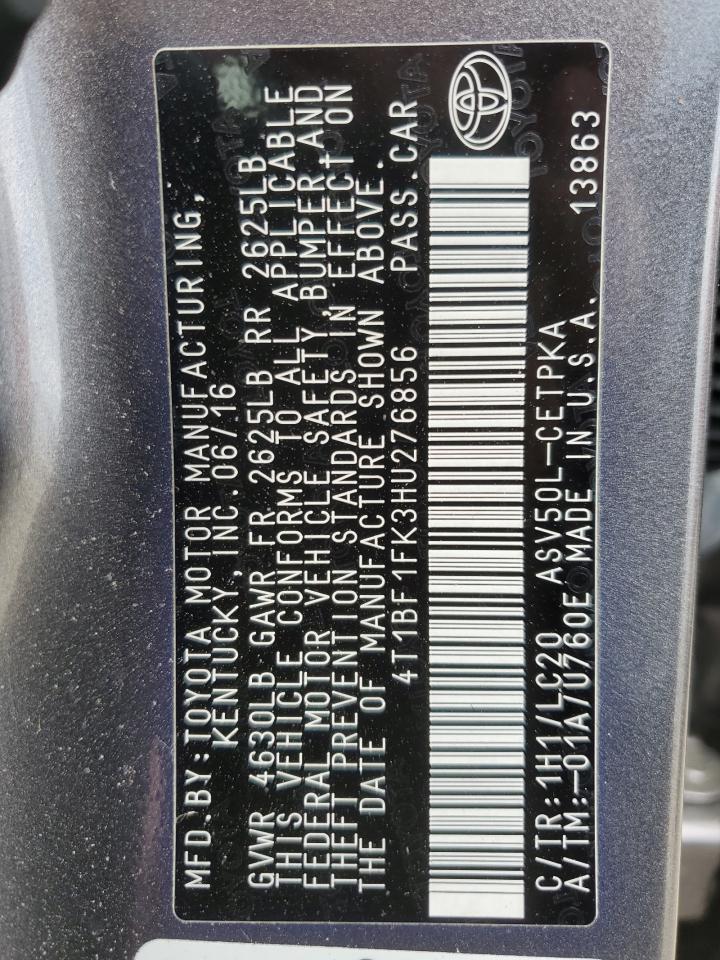 MFD.BY:TOYOTA MOTOR MANUFACTURING,
KENTUCKY,INC.06/16
GVWR 4630LB GAWR FR 2625LB RR 2625LB
THIS VEHICLE CONFORMS TO ALL APPLICABLE
FEDERAL MOTOR VEHICLE SAFETY,BUMPER AND
THEFT PREVENTION STANDARDS IN EFFECT ON
THE DATE OF MANUFACTURE SHOWN ABOVE.
4T1BF1FK3HU276856 PASS.CAR
C/TR:1H1/LC20 ASV50L-CETPKA
A/TM:-01A/U760E MADE IN U.S.A. 13863